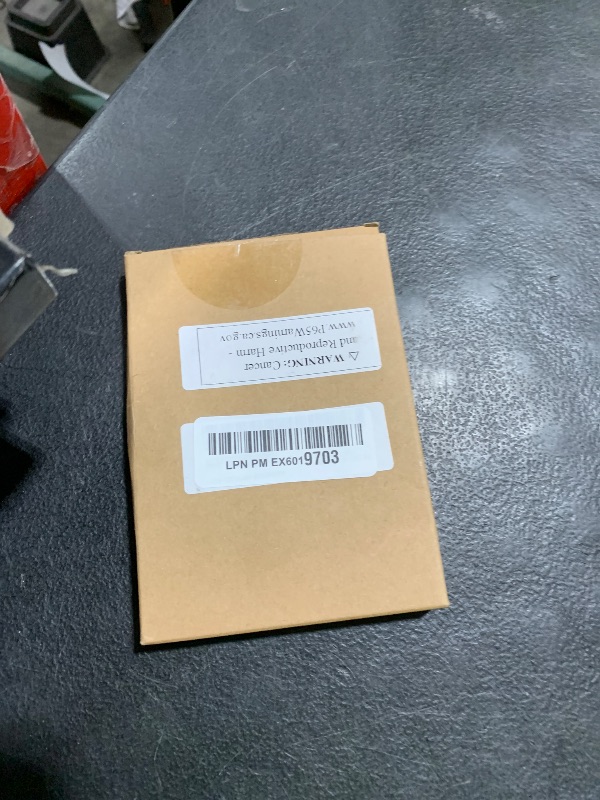 ⚠ WARNING: Cancer
and Reproductive Harm -
www.P65Warnings.ca.gov
LPN PM EX6019703